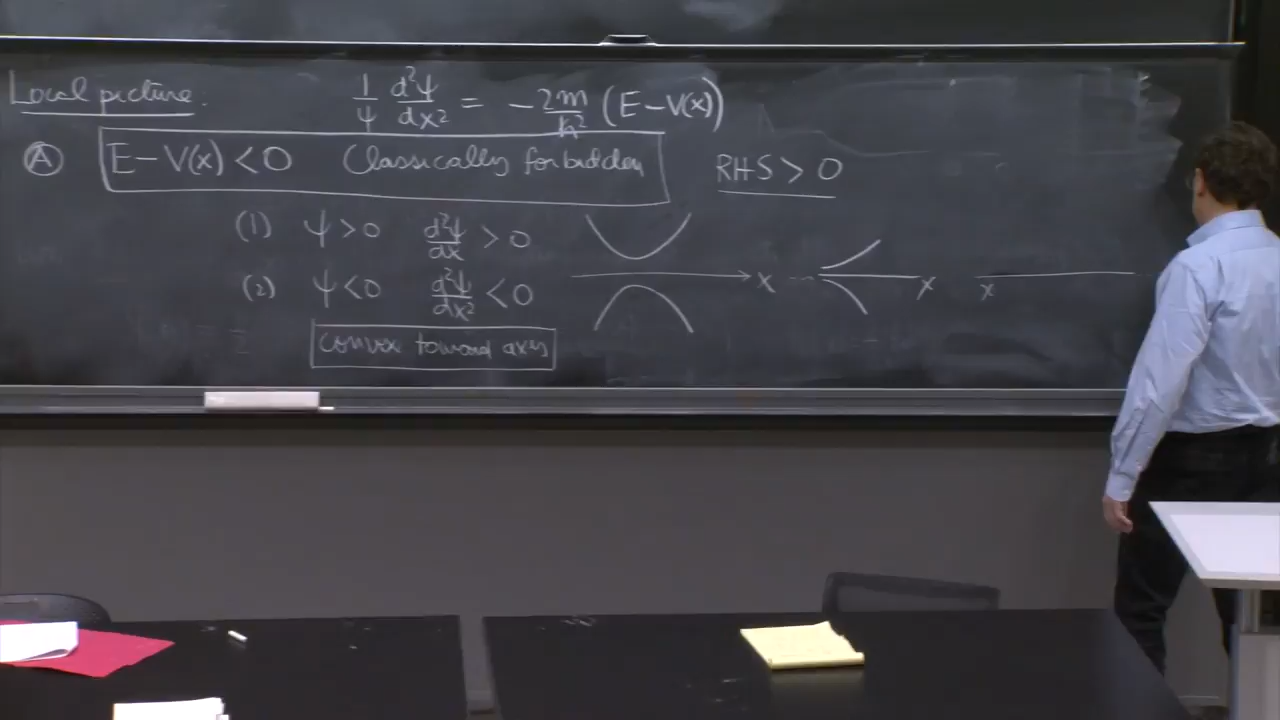 Local picture:
1/ψ d²ψ/dx² = -2m/ħ² (E-V(x))
Ⓐ E-V(x) <0 Classically forbidden RHS > 0
(1) ψ>0 d²ψ/dx > 0
(2) ψ<0 d²ψ/dx² < 0
convex toward axis
x x x